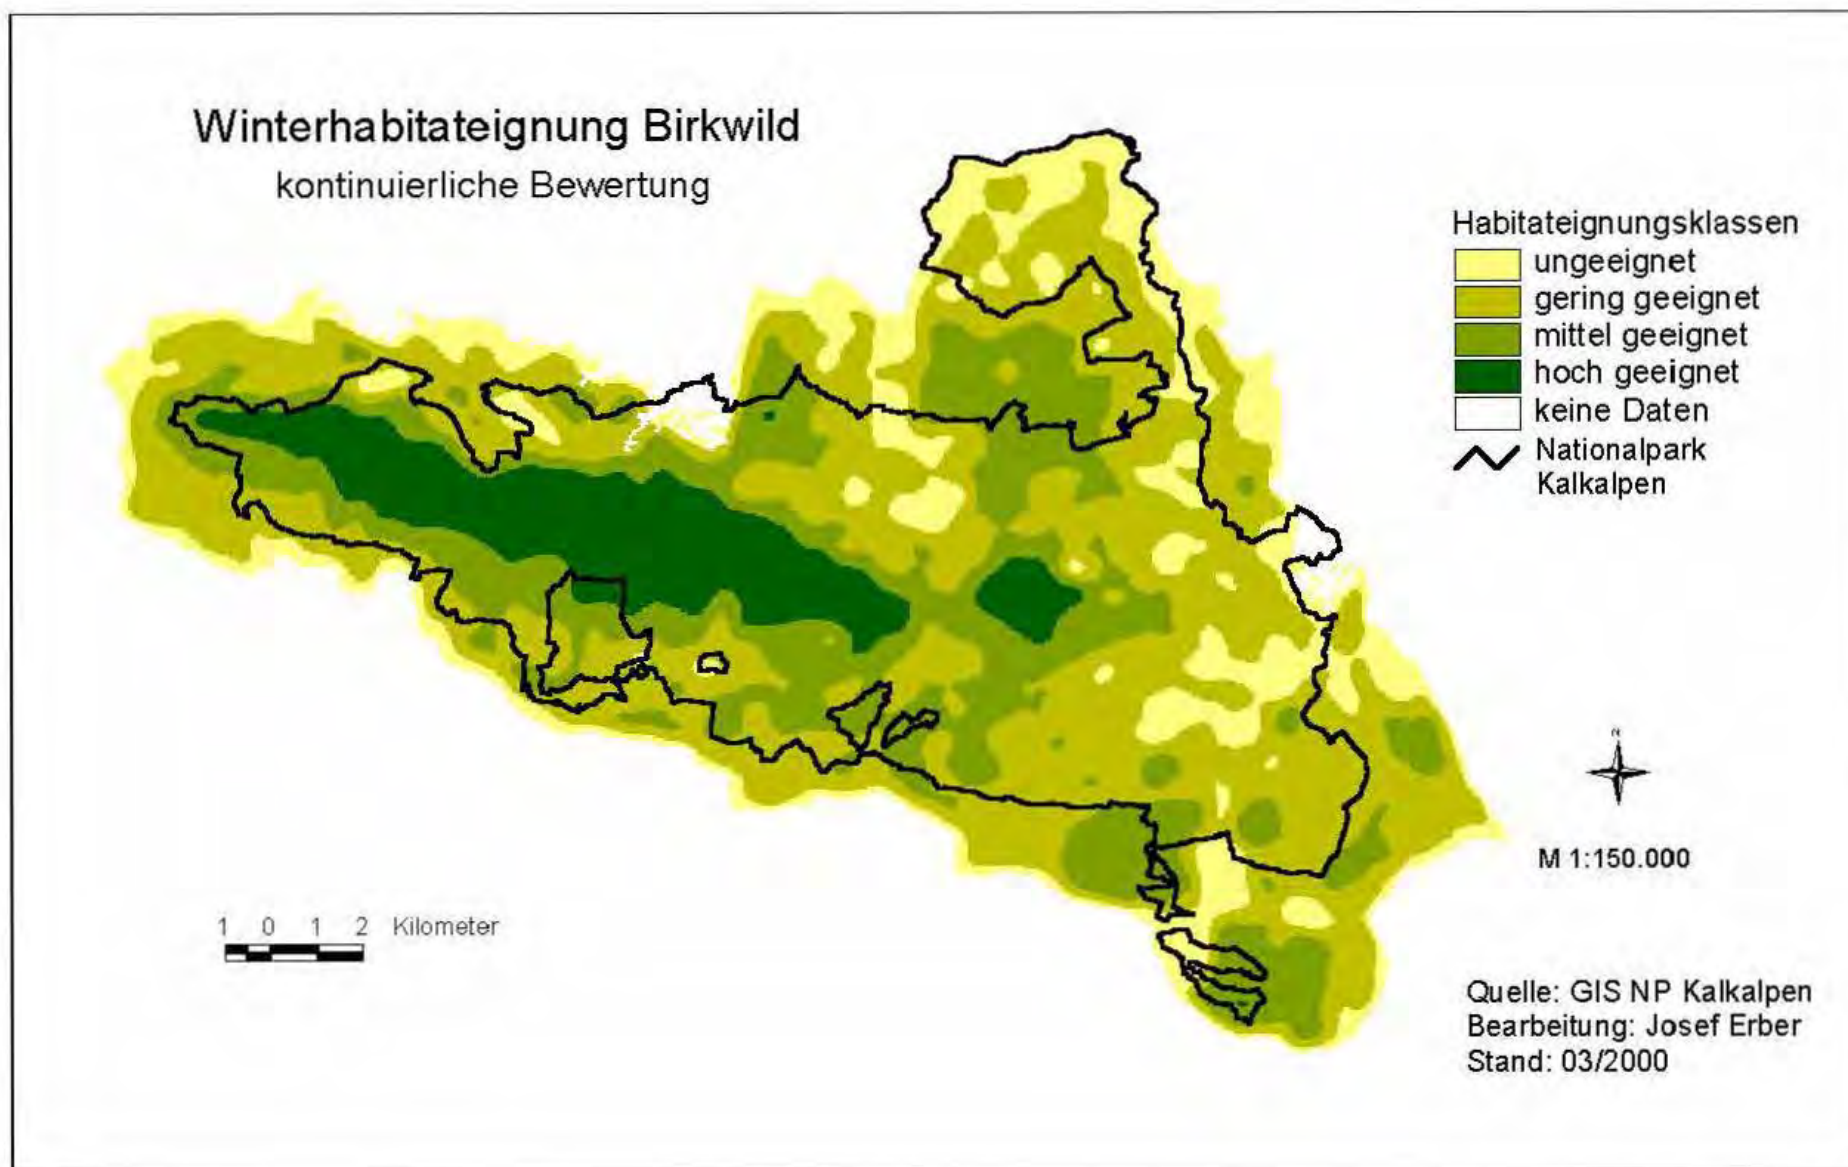 Winterhabitateignung Birkwild
kontinuierliche Bewertung
Habitateignungsklassen
ungeeignet
gering geeignet
mittel geeignet
hoch geeignet
keine Daten
Nationalpark
Kalkalpen
N
M 1:150.000
1 0 1 2 Kilometer
Quelle: GIS NP Kalkalpen
Bearbeitung: Josef Erber
Stand: 03/2000